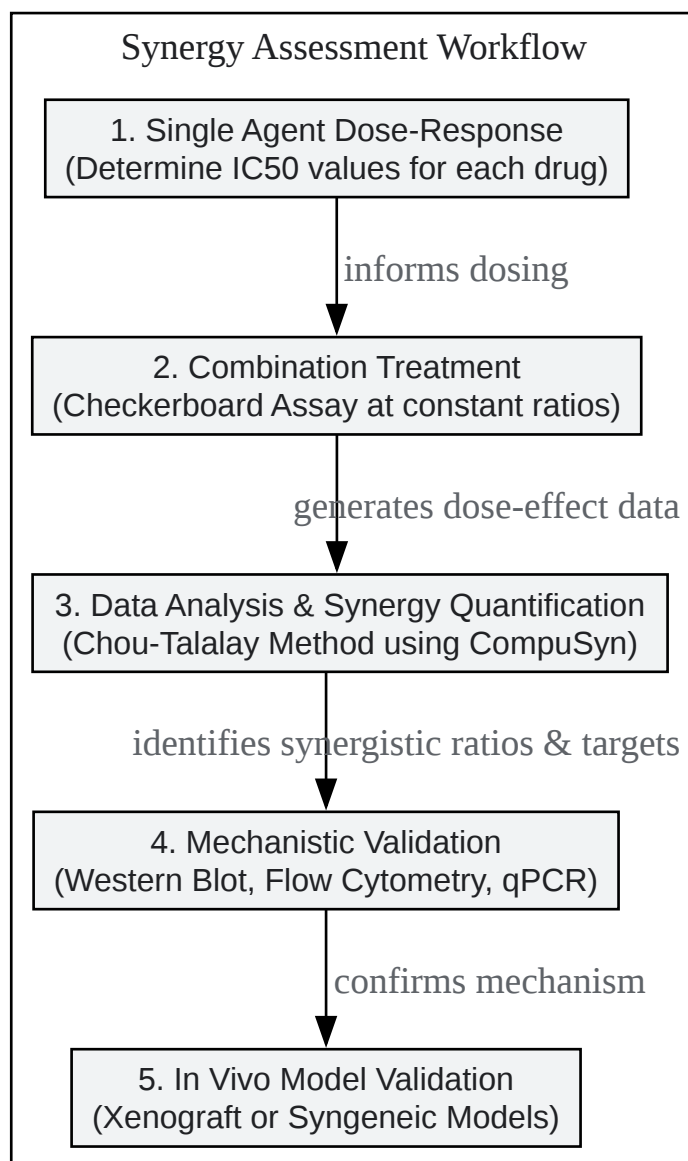 Synergy Assessment Workflow
1. Single Agent Dose-Response
(Determine IC50 values for each drug)
informs dosing
2. Combination Treatment
(Checkerboard Assay at constant ratios)
generates dose-effect data
3. Data Analysis & Synergy Quantification
(Chou-Talalay Method using CompuSyn)
identifies synergistic ratios & targets
4. Mechanistic Validation
(Western Blot, Flow Cytometry, qPCR)
confirms mechanism
5. In Vivo Model Validation
(Xenograft or Syngeneic Models)